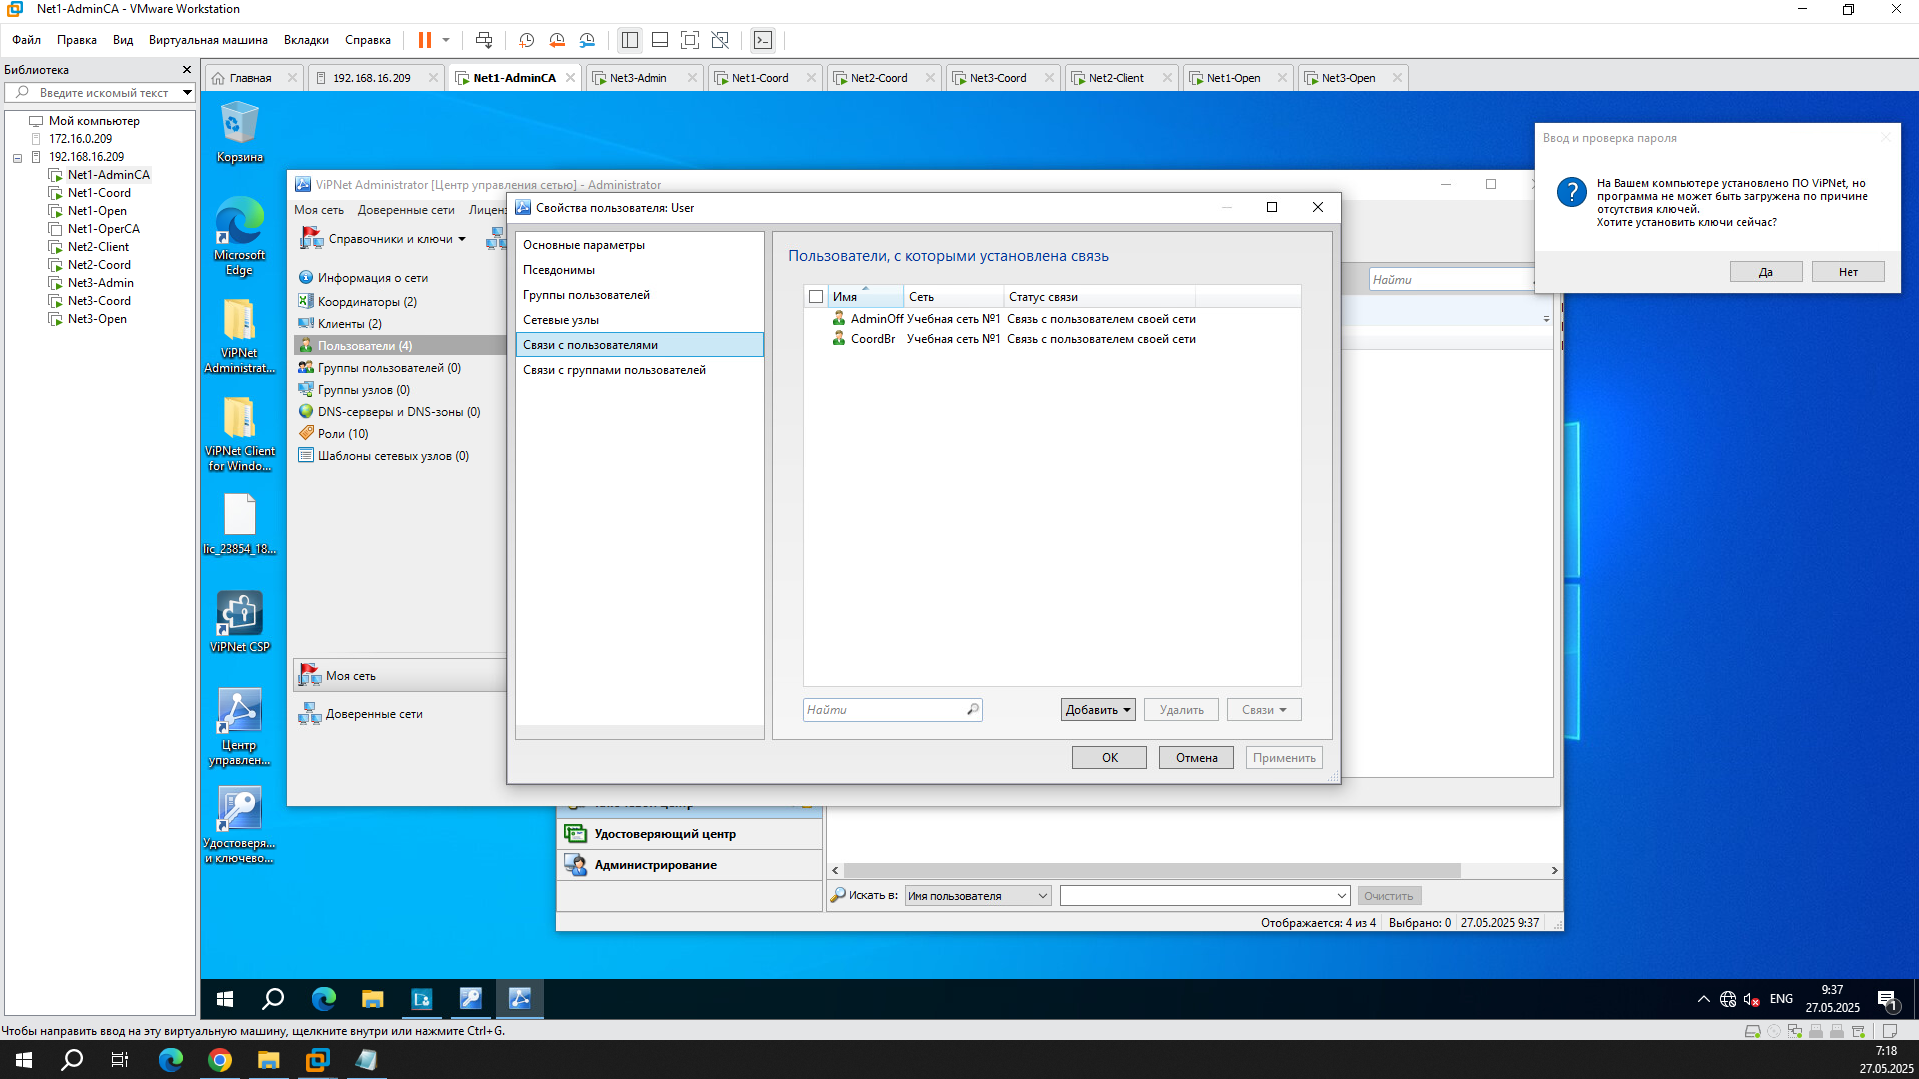 Net1-AdminCA - VMware Workstation
Файл Правка Вид Виртуальная машина Вкладки Справка
Библиотека
Введите искомый текст
Мой компьютер
172.16.0.209
192.168.16.209
Net1-AdminCA
Net1-Coord
Net1-Open
Net1-OperCA
Net2-Client
Net2-Coord
Net3-Admin
Net3-Coord
Net3-Open
Главная 192.168.16.209 Net1-AdminCA Net3-Admin Net1-Coord Net2-Coord Net3-Coord Net2-Client Net1-Open Net3-Open
Корзина
Microsoft Edge
ViPNet Administrat...
ViPNet Client for Windo...
lic_23854_18...
ViPNet CSP
Центр управлен...
Удостоверя... и ключево...
ViPNet Administrator [Центр управления сетью] - Administrator
Моя сеть Доверенные сети
Справочники и ключи
Информация о сети
Координаторы (2)
Клиенты (2)
Пользователи (4)
Группы пользователей (0)
Группы узлов (0)
DNS-серверы и DNS-зоны (0)
Роли (10)
Шаблоны сетевых узлов (0)
Моя сеть
Доверенные сети
Найти
Свойства пользователя: User
Основные параметры
Псевдонимы
Группы пользователей
Сетевые узлы
Связи с пользователями
Связи с группами пользователей
Пользователи, с которыми установлена связь
Имя Сеть Статус связи
AdminOff Учебная сеть №1 Связь с пользователем своей сети
CoordBr Учебная сеть №1 Связь с пользователем своей сети
Найти Добавить Удалить Связи
OK Отмена Применить
Ввод и проверка пароля
На Вашем компьютере установлено ПО ViPNet, но
программа не может быть загружена по причине
отсутствия ключей.
Хотите установить ключи сейчас?
Да Нет
Удостоверяющий центр
Администрирование
Искать в: Имя пользователя Очистить
Отображается: 4 из 4 Выбрано: 0 27.05.2025 9:37
ENG 9:37
27.05.2025
1
Чтобы направить ввод на эту виртуальную машину, щелкните внутри или нажмите Ctrl+G.
7:18
27.05.2025